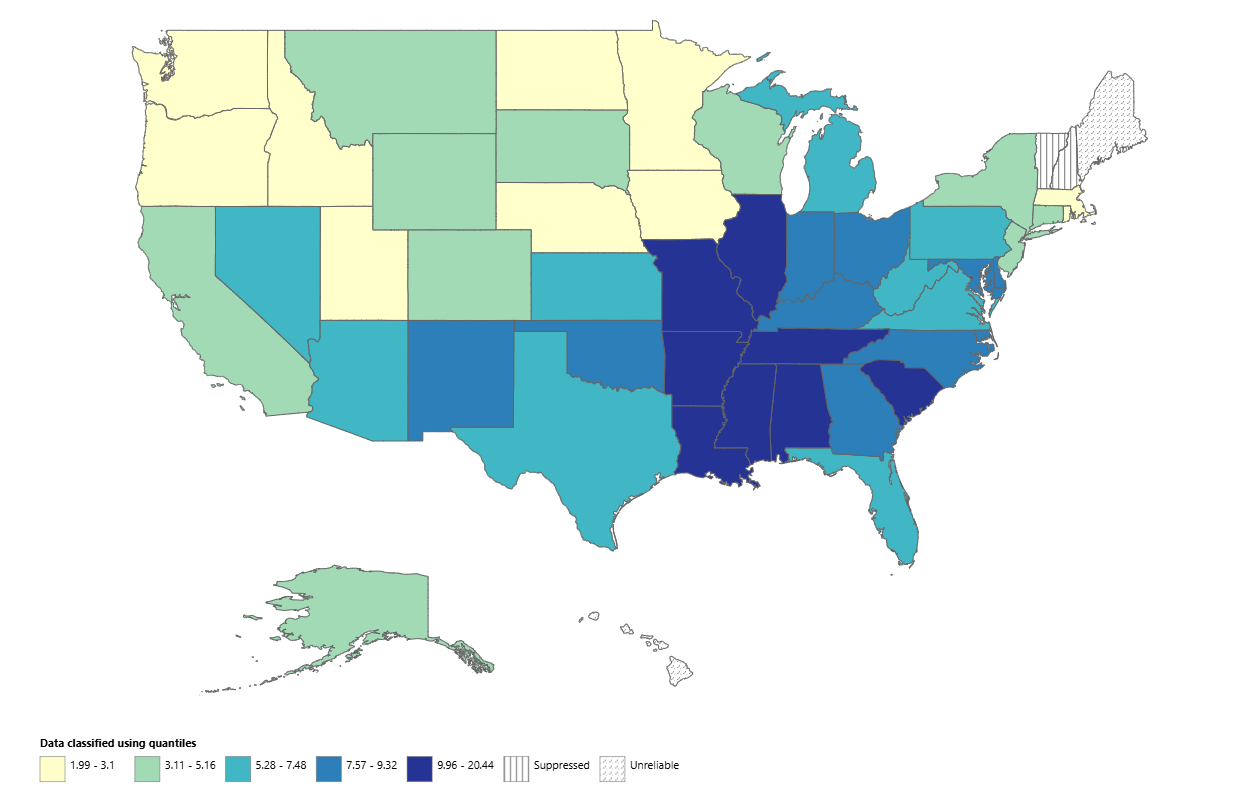 Data classified using quantiles
1.99 - 3.1 3.11 - 5.16 5.28 - 7.48 7.57 - 9.32 9.96 - 20.44 Suppressed Unreliable